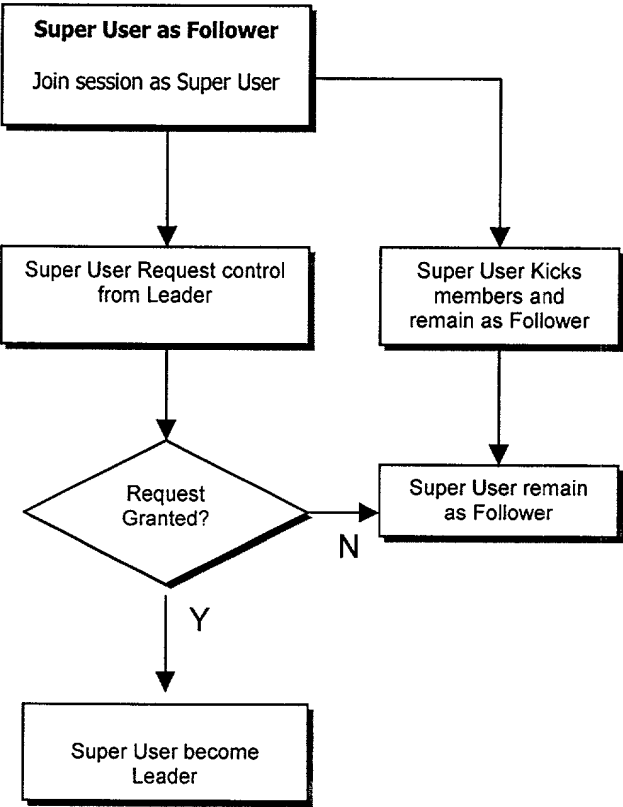 Super User as Follower
Join session as Super User
Super User Request control
from Leader
Super User Kicks
members and
remain as Follower
Request
Granted?
N
Super User remain
as Follower
Y
Super User become
Leader